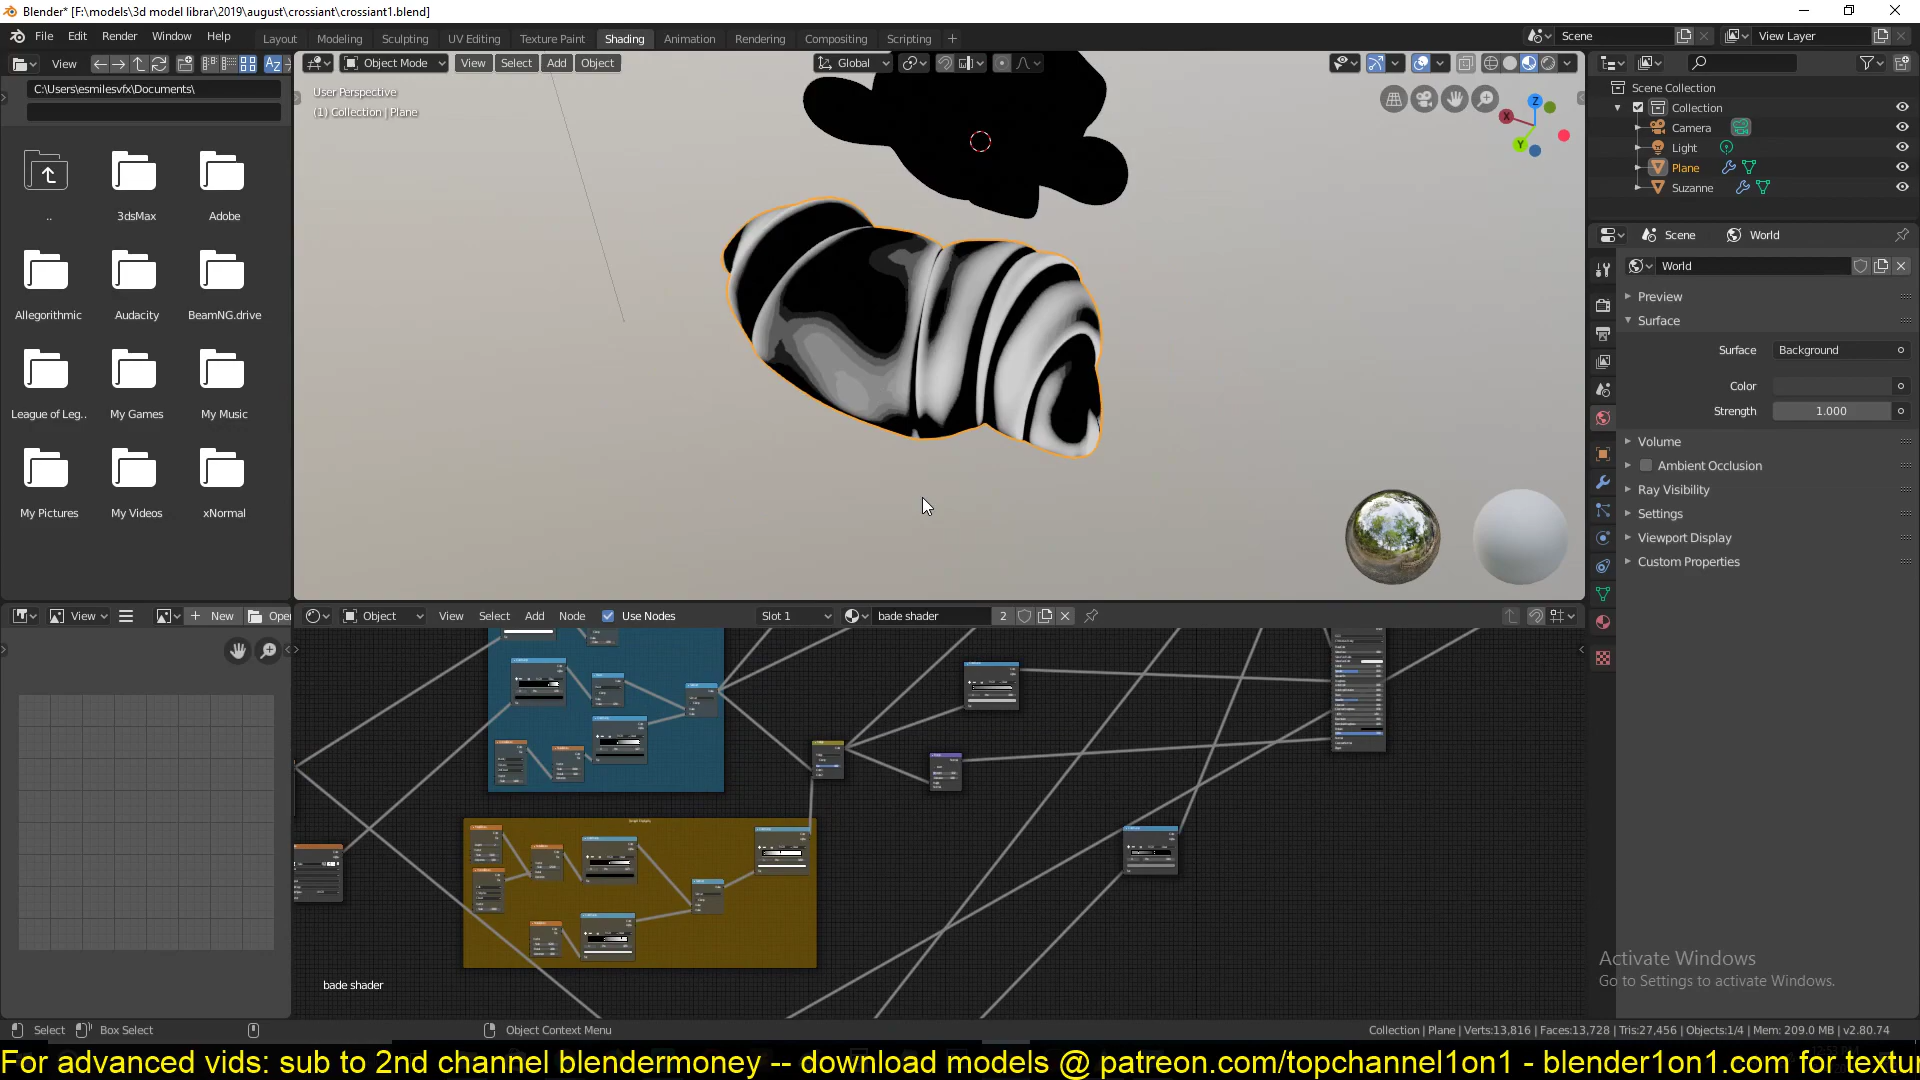 Blender* [F:\models\3d model librar\2019\august\crossiant\crossiant1.blend]
File Edit Render Window Help
Layout Modeling Sculpting UV Editing Texture Paint Shading Animation Rendering Compositing Scripting
Scene
View Layer
View
Object Mode View Select Add Object
Global
C:\Users\esmilesvfx\Documents\
User Perspective
(1) Collection | Plane
X
Y
Z
Scene Collection
Collection
Camera
Light
Plane
Suzanne
..
3dsMax
Adobe
Allegorithmic
Audacity
BeamNG.drive
League of Leg..
My Games
My Music
My Pictures
My Videos
xNormal
Scene
World
World
Preview
Surface
Surface Background
Color
Strength 1.000
Volume
Ambient Occlusion
Ray Visibility
Settings
Viewport Display
Custom Properties
View
New
Open
Object View Select Add Node Use Nodes
Slot 1
bade shader
2
bade shader
Activate Windows
Go to Settings to activate Windows.
Select Box Select
Object Context Menu
Collection | Plane | Verts:13,816 | Faces:13,728 | Tris:27,456 | Objects:1/4 | Mem: 209.0 MB | v2.80.74
For advanced vids: sub to 2nd channel blendermoney -- download models @ patreon.com/topchannel1on1 - blender1on1.com for textur